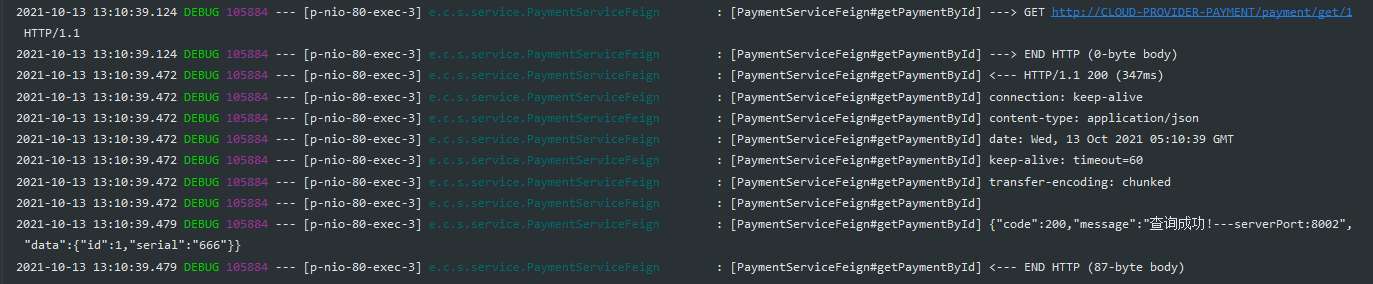 2021-10-13 13:10:39.124 DEBUG 105884 --- [p-nio-80-exec-3] e.c.s.service.PaymentServiceFeign : [PaymentServiceFeign#getPaymentById] ---> GET http://CLOUD-PROVIDER-PAYMENT/payment/get/1
HTTP/1.1
2021-10-13 13:10:39.124 DEBUG 105884 --- [p-nio-80-exec-3] e.c.s.service.PaymentServiceFeign : [PaymentServiceFeign#getPaymentById] ---> END HTTP (0-byte body)
2021-10-13 13:10:39.472 DEBUG 105884 --- [p-nio-80-exec-3] e.c.s.service.PaymentServiceFeign : [PaymentServiceFeign#getPaymentById] <--- HTTP/1.1 200 (347ms)
2021-10-13 13:10:39.472 DEBUG 105884 --- [p-nio-80-exec-3] e.c.s.service.PaymentServiceFeign : [PaymentServiceFeign#getPaymentById] connection: keep-alive
2021-10-13 13:10:39.472 DEBUG 105884 --- [p-nio-80-exec-3] e.c.s.service.PaymentServiceFeign : [PaymentServiceFeign#getPaymentById] content-type: application/json
2021-10-13 13:10:39.472 DEBUG 105884 --- [p-nio-80-exec-3] e.c.s.service.PaymentServiceFeign : [PaymentServiceFeign#getPaymentById] date: Wed, 13 Oct 2021 05:10:39 GMT
2021-10-13 13:10:39.472 DEBUG 105884 --- [p-nio-80-exec-3] e.c.s.service.PaymentServiceFeign : [PaymentServiceFeign#getPaymentById] keep-alive: timeout=60
2021-10-13 13:10:39.472 DEBUG 105884 --- [p-nio-80-exec-3] e.c.s.service.PaymentServiceFeign : [PaymentServiceFeign#getPaymentById] transfer-encoding: chunked
2021-10-13 13:10:39.472 DEBUG 105884 --- [p-nio-80-exec-3] e.c.s.service.PaymentServiceFeign : [PaymentServiceFeign#getPaymentById]
2021-10-13 13:10:39.479 DEBUG 105884 --- [p-nio-80-exec-3] e.c.s.service.PaymentServiceFeign : [PaymentServiceFeign#getPaymentById] {"code":200,"message":"查询成功!---serverPort:8002",
"data":{"id":1,"serial":"666"}}
2021-10-13 13:10:39.479 DEBUG 105884 --- [p-nio-80-exec-3] e.c.s.service.PaymentServiceFeign : [PaymentServiceFeign#getPaymentById] <--- END HTTP (87-byte body)